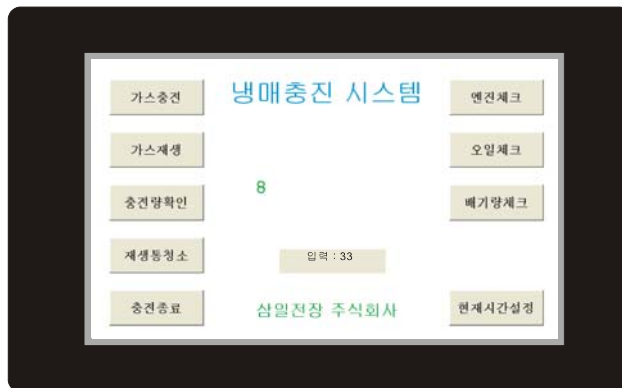 냉매충진 시스템
가스충전
가스재생
충전량확인
재생통청소
충전종료
8
입력 : 33
삼일전장 주식회사
엔진체크
오일체크
배기량체크
현재시간설정